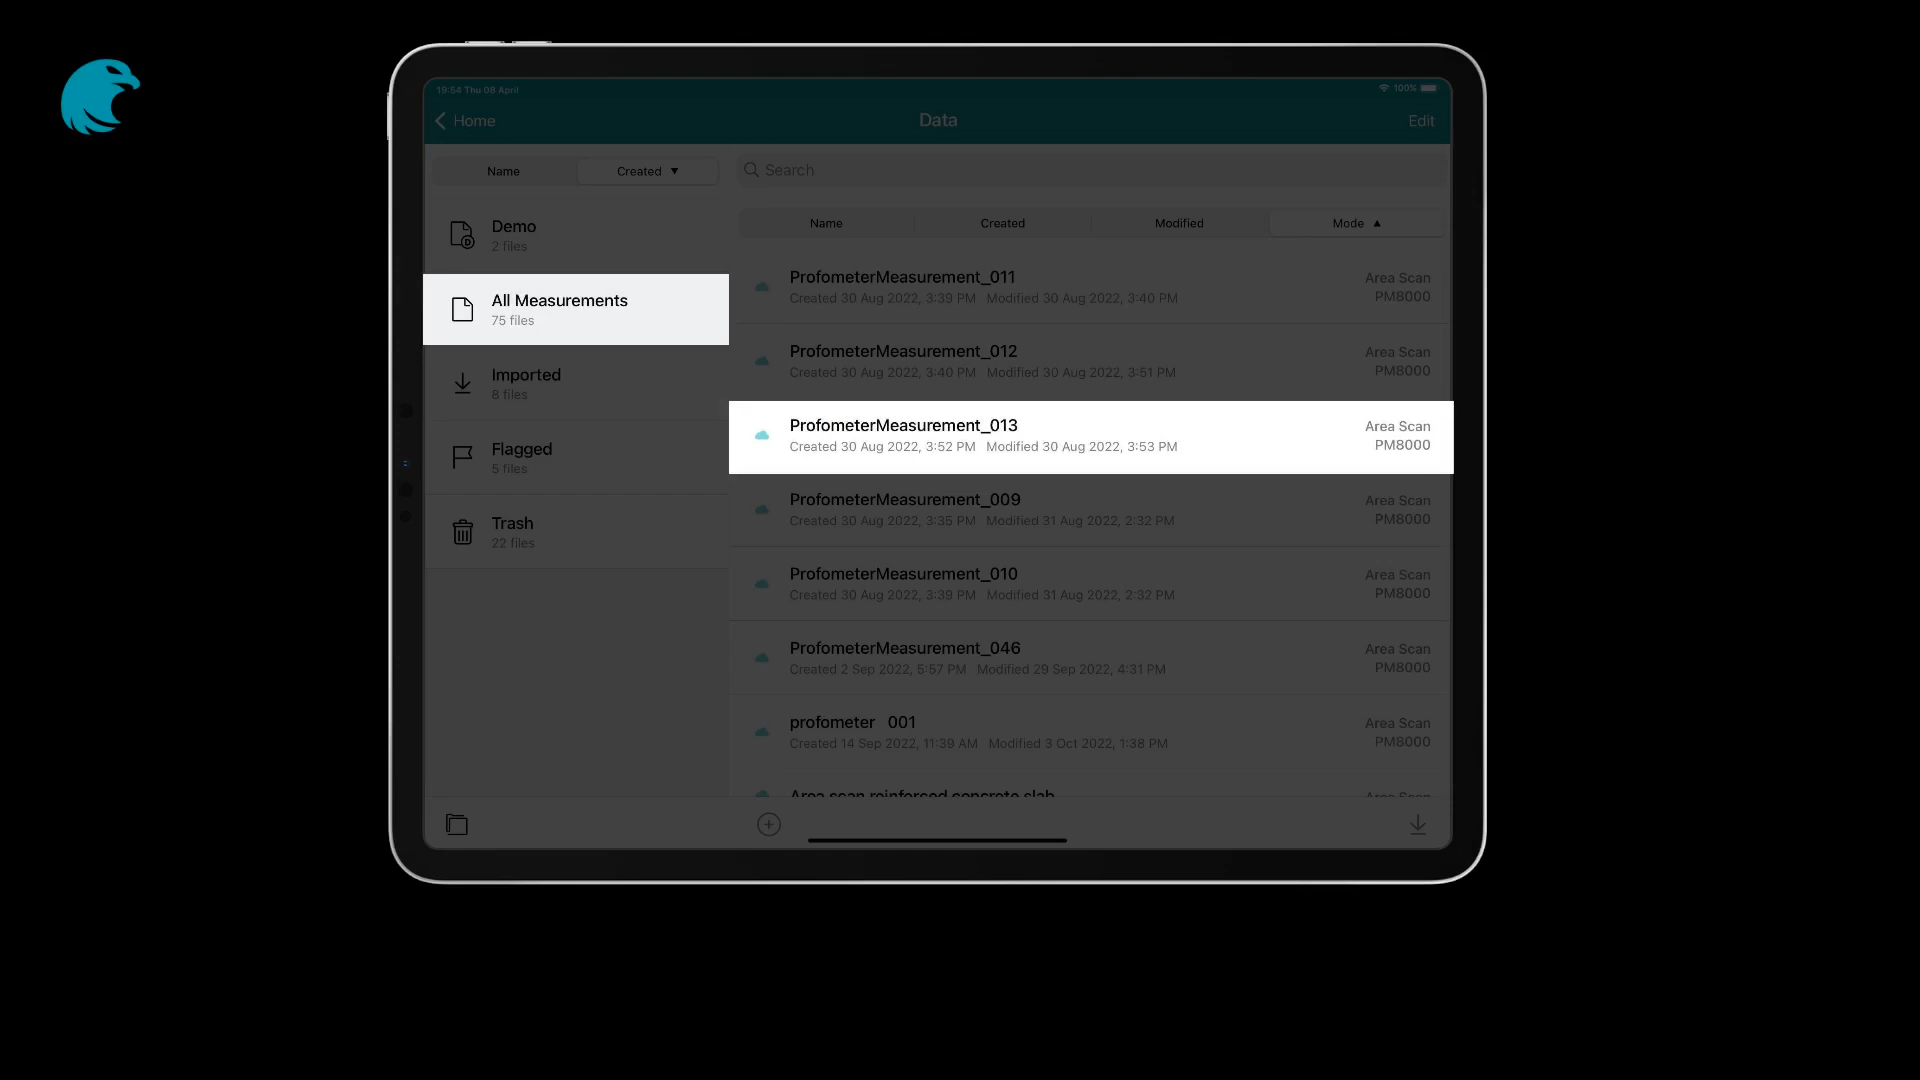 19:54 Thu 08 April
100%
Home
Data
Edit
Name
Created ▼
Search
Demo
2 files
Name
Created
Modified
Mode ▲
All Measurements
75 files
Imported
8 files
Flagged
5 files
Trash
22 files
ProfometerMeasurement_011
Created 30 Aug 2022, 3:39 PM Modified 30 Aug 2022, 3:40 PM
Area Scan
PM8000
ProfometerMeasurement_012
Created 30 Aug 2022, 3:40 PM Modified 30 Aug 2022, 3:51 PM
Area Scan
PM8000
ProfometerMeasurement_013
Created 30 Aug 2022, 3:52 PM Modified 30 Aug 2022, 3:53 PM
Area Scan
PM8000
ProfometerMeasurement_009
Created 30 Aug 2022, 3:35 PM Modified 31 Aug 2022, 2:32 PM
Area Scan
PM8000
ProfometerMeasurement_010
Created 30 Aug 2022, 3:39 PM Modified 31 Aug 2022, 2:32 PM
Area Scan
PM8000
ProfometerMeasurement_046
Created 2 Sep 2022, 5:57 PM Modified 29 Sep 2022, 4:31 PM
Area Scan
PM8000
profometer 001
Created 14 Sep 2022, 11:39 AM Modified 3 Oct 2022, 1:38 PM
Area Scan
PM8000
Area scan reinforced concrete slab
Area Scan